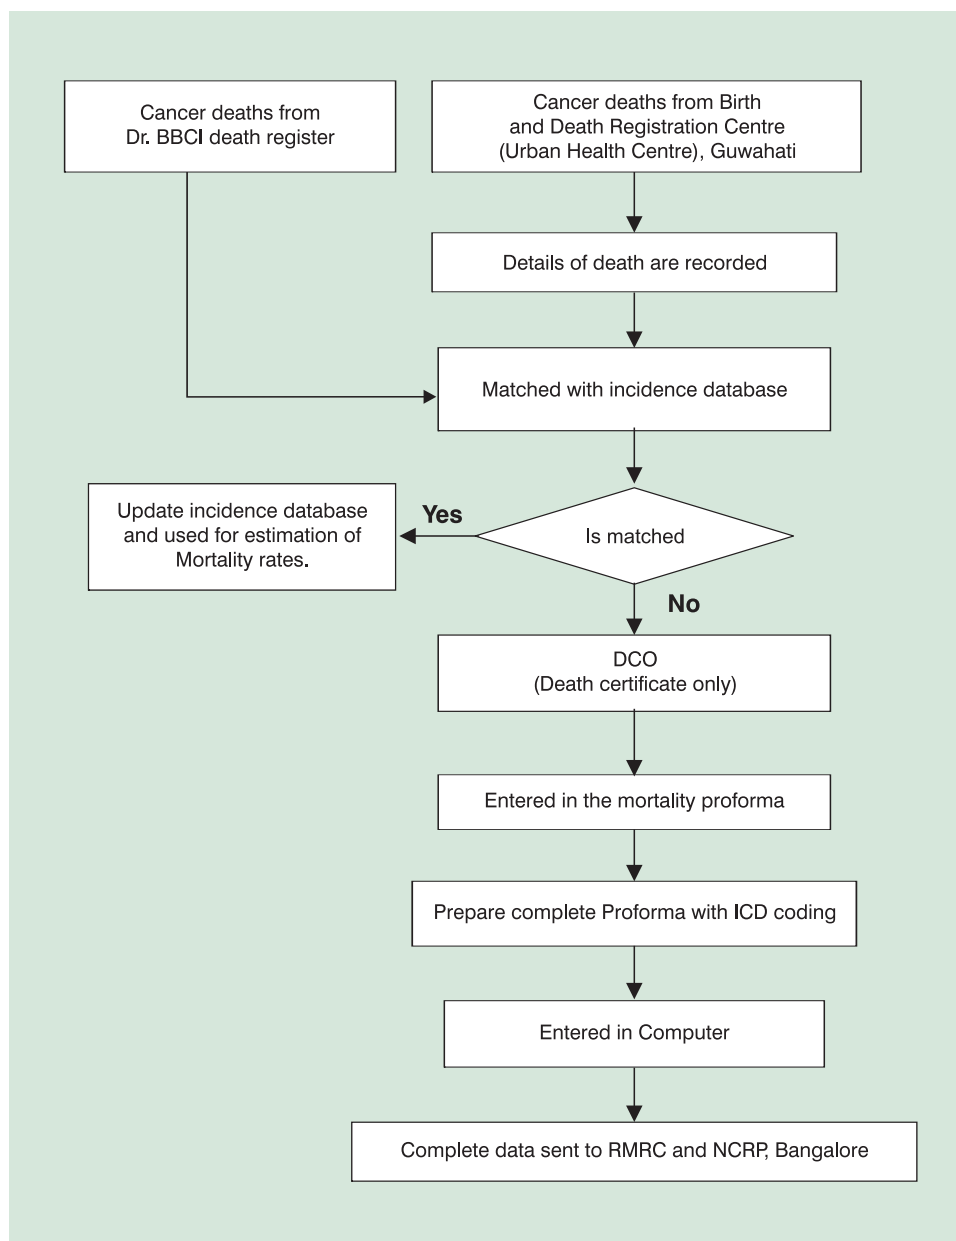 Cancer deaths from
Dr. BBCI death register
Cancer deaths from Birth
and Death Registration Centre
(Urban Health Centre), Guwahati
Details of death are recorded
Matched with incidence database
Is matched
Yes
Update incidence database
and used for estimation of
Mortality rates.
No
DCO
(Death certificate only)
Entered in the mortality proforma
Prepare complete Proforma with ICD coding
Entered in Computer
Complete data sent to RMRC and NCRP, Bangalore